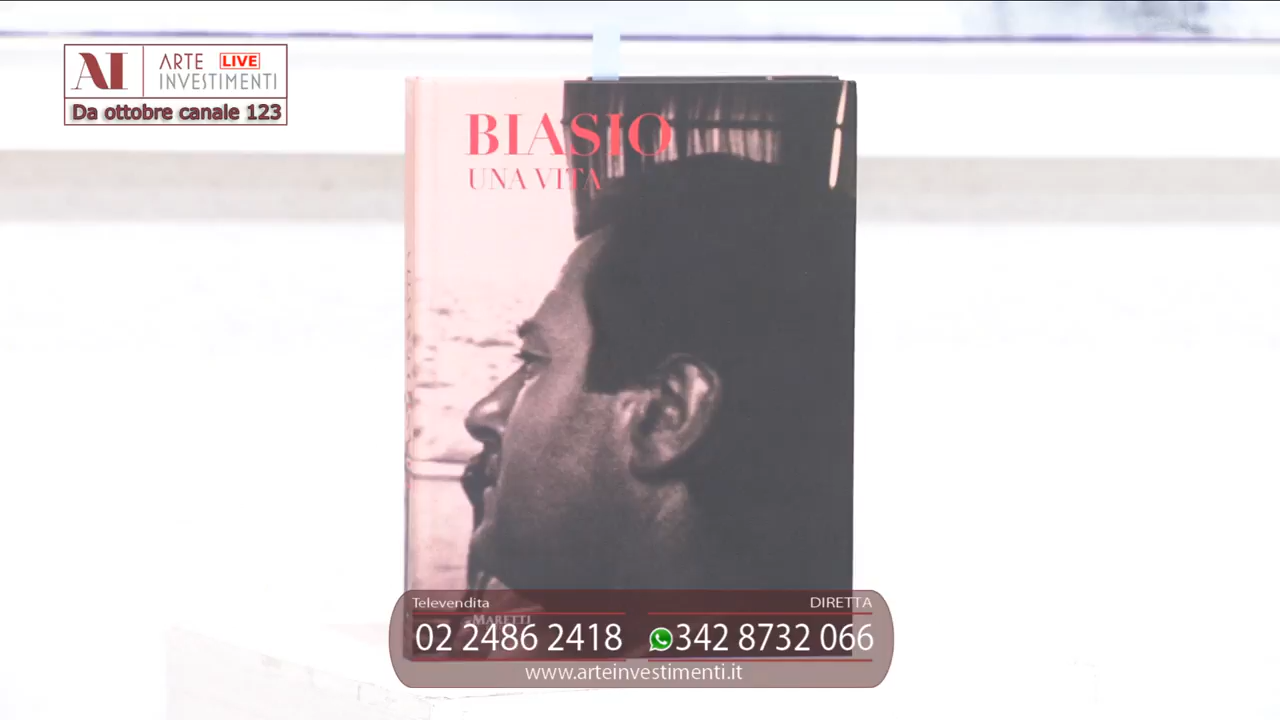 AI ARTE LIVE
INVESTIMENTI
Da ottobre canale 123
BIASIO
UNA VITA
MARETTI
Televendita DIRETTA
02 2486 2418 342 8732 066
www.arteinvestimenti.it